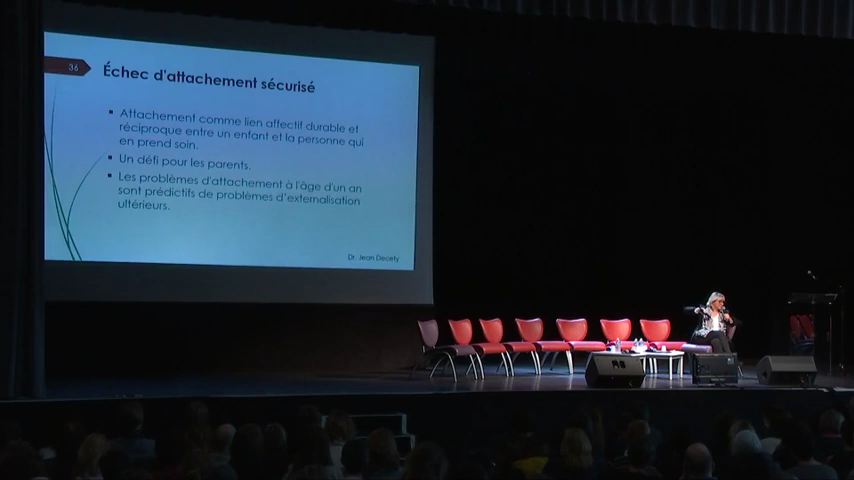 36
Échec d'attachement sécurisé
▪ Attachement comme lien affectif durable et
réciproque entre un enfant et la personne qui
en prend soin.
▪ Un défi pour les parents.
▪ Les problèmes d'attachement à l'âge d'un an
sont prédictifs de problèmes d'externalisation
ultérieurs.
Dr. Jean Decety